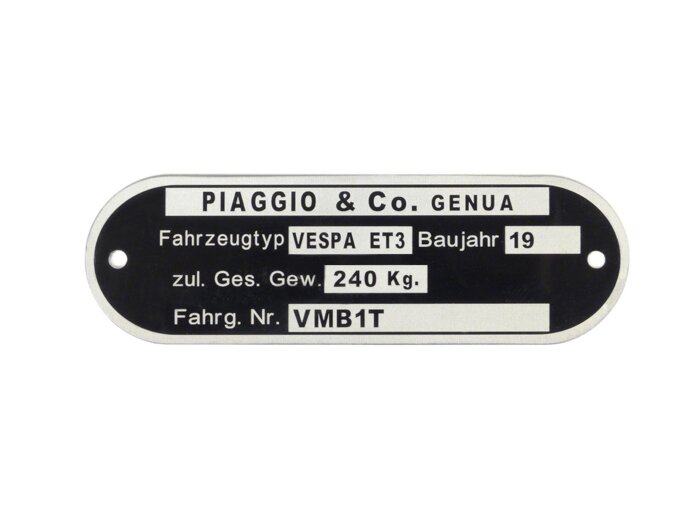 PIAGGIO & Co. GENUA
Fahrzeugtyp VESPA ET3 Baujahr 19
zul. Ges. Gew. 240 Kg.
Fahrg. Nr. VMB1T